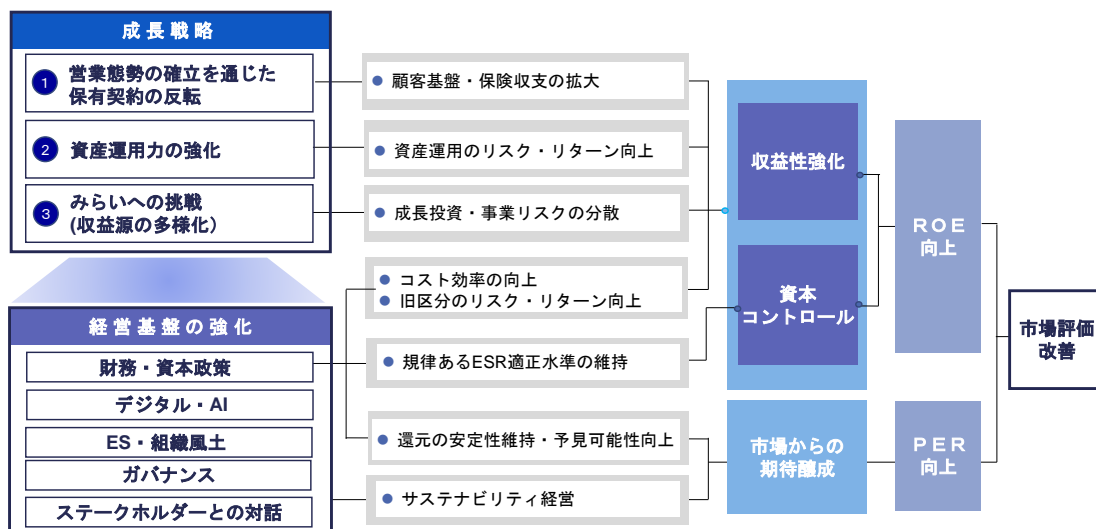 成長戦略
1 営業態勢の確立を通じた
保有契約の反転
2 資産運用力の強化
3 みらいへの挑戦
(収益源の多様化）
経営基盤の強化
財務・資本政策
デジタル・AI
ES・組織風土
ガバナンス
ステークホルダーとの対話
● 顧客基盤・保険収支の拡大
● 資産運用のリスク・リターン向上
● 成長投資・事業リスクの分散
● コスト効率の向上
● 旧区分のリスク・リターン向上
● 規律あるESR適正水準の維持
● 還元の安定性維持・予見可能性向上
● サステナビリティ経営
収益性強化
資本
コントロール
市場からの
期待醸成
ＲＯＥ
向上
ＰＥＲ
向上
市場評価
改善